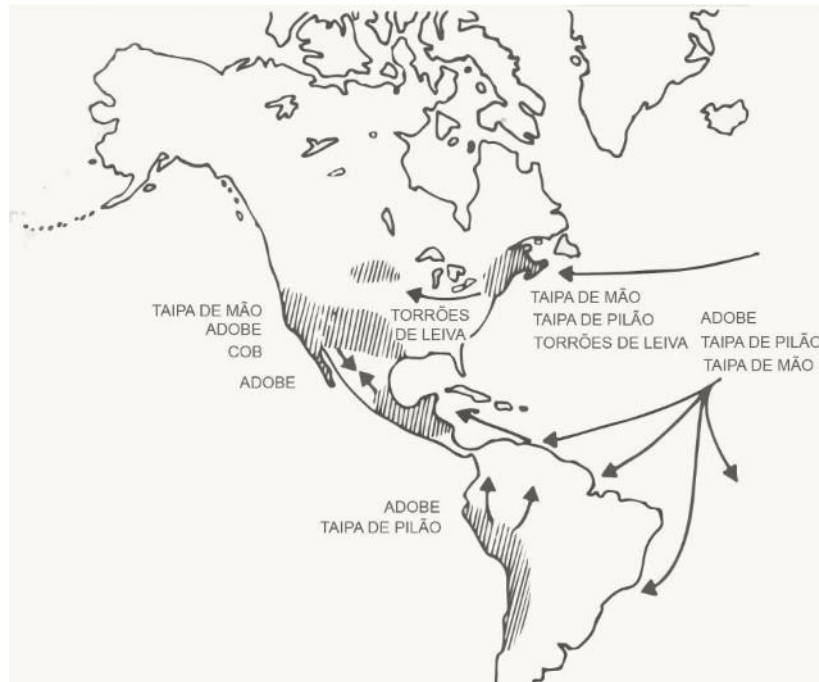 TAIPA DE MÃO
ADOBE
COB
ADOBE
TORRÕES
DE LEIVA
TAIPA DE MÃO
TAIPA DE PILÃO
TORRÕES DE LEIVA
ADOBE
TAIPA DE PILÃO
TAIPA DE MÃO
ADOBE
TAIPA DE PILÃO